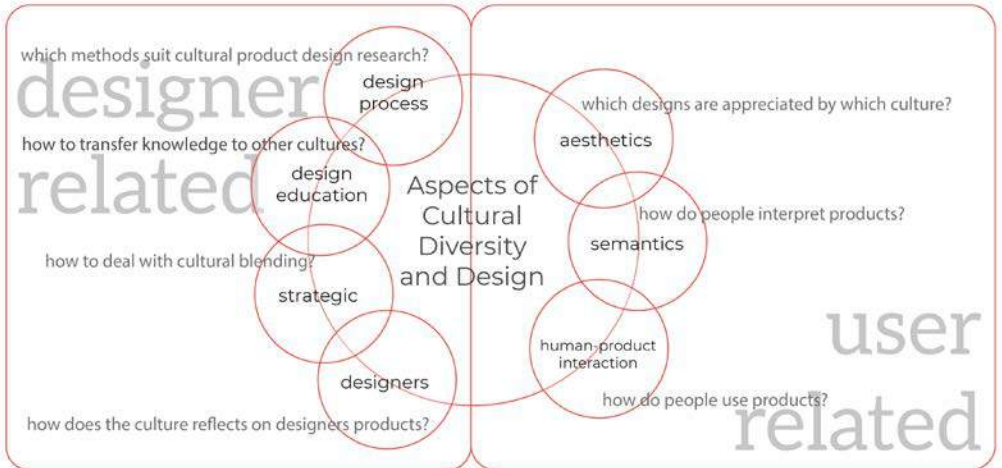 which methods suit cultural product design research?
designer
design
process
how to transfer knowledge to other cultures?
related
design
education
how to deal with cultural blending?
strategic
designers
how does the culture reflects on designers products?
Aspects of
Cultural
Diversity
and Design
which designs are appreciated by which culture?
aesthetics
how do people interpret products?
semantics
human-product
interaction
user
how do people use products?
related